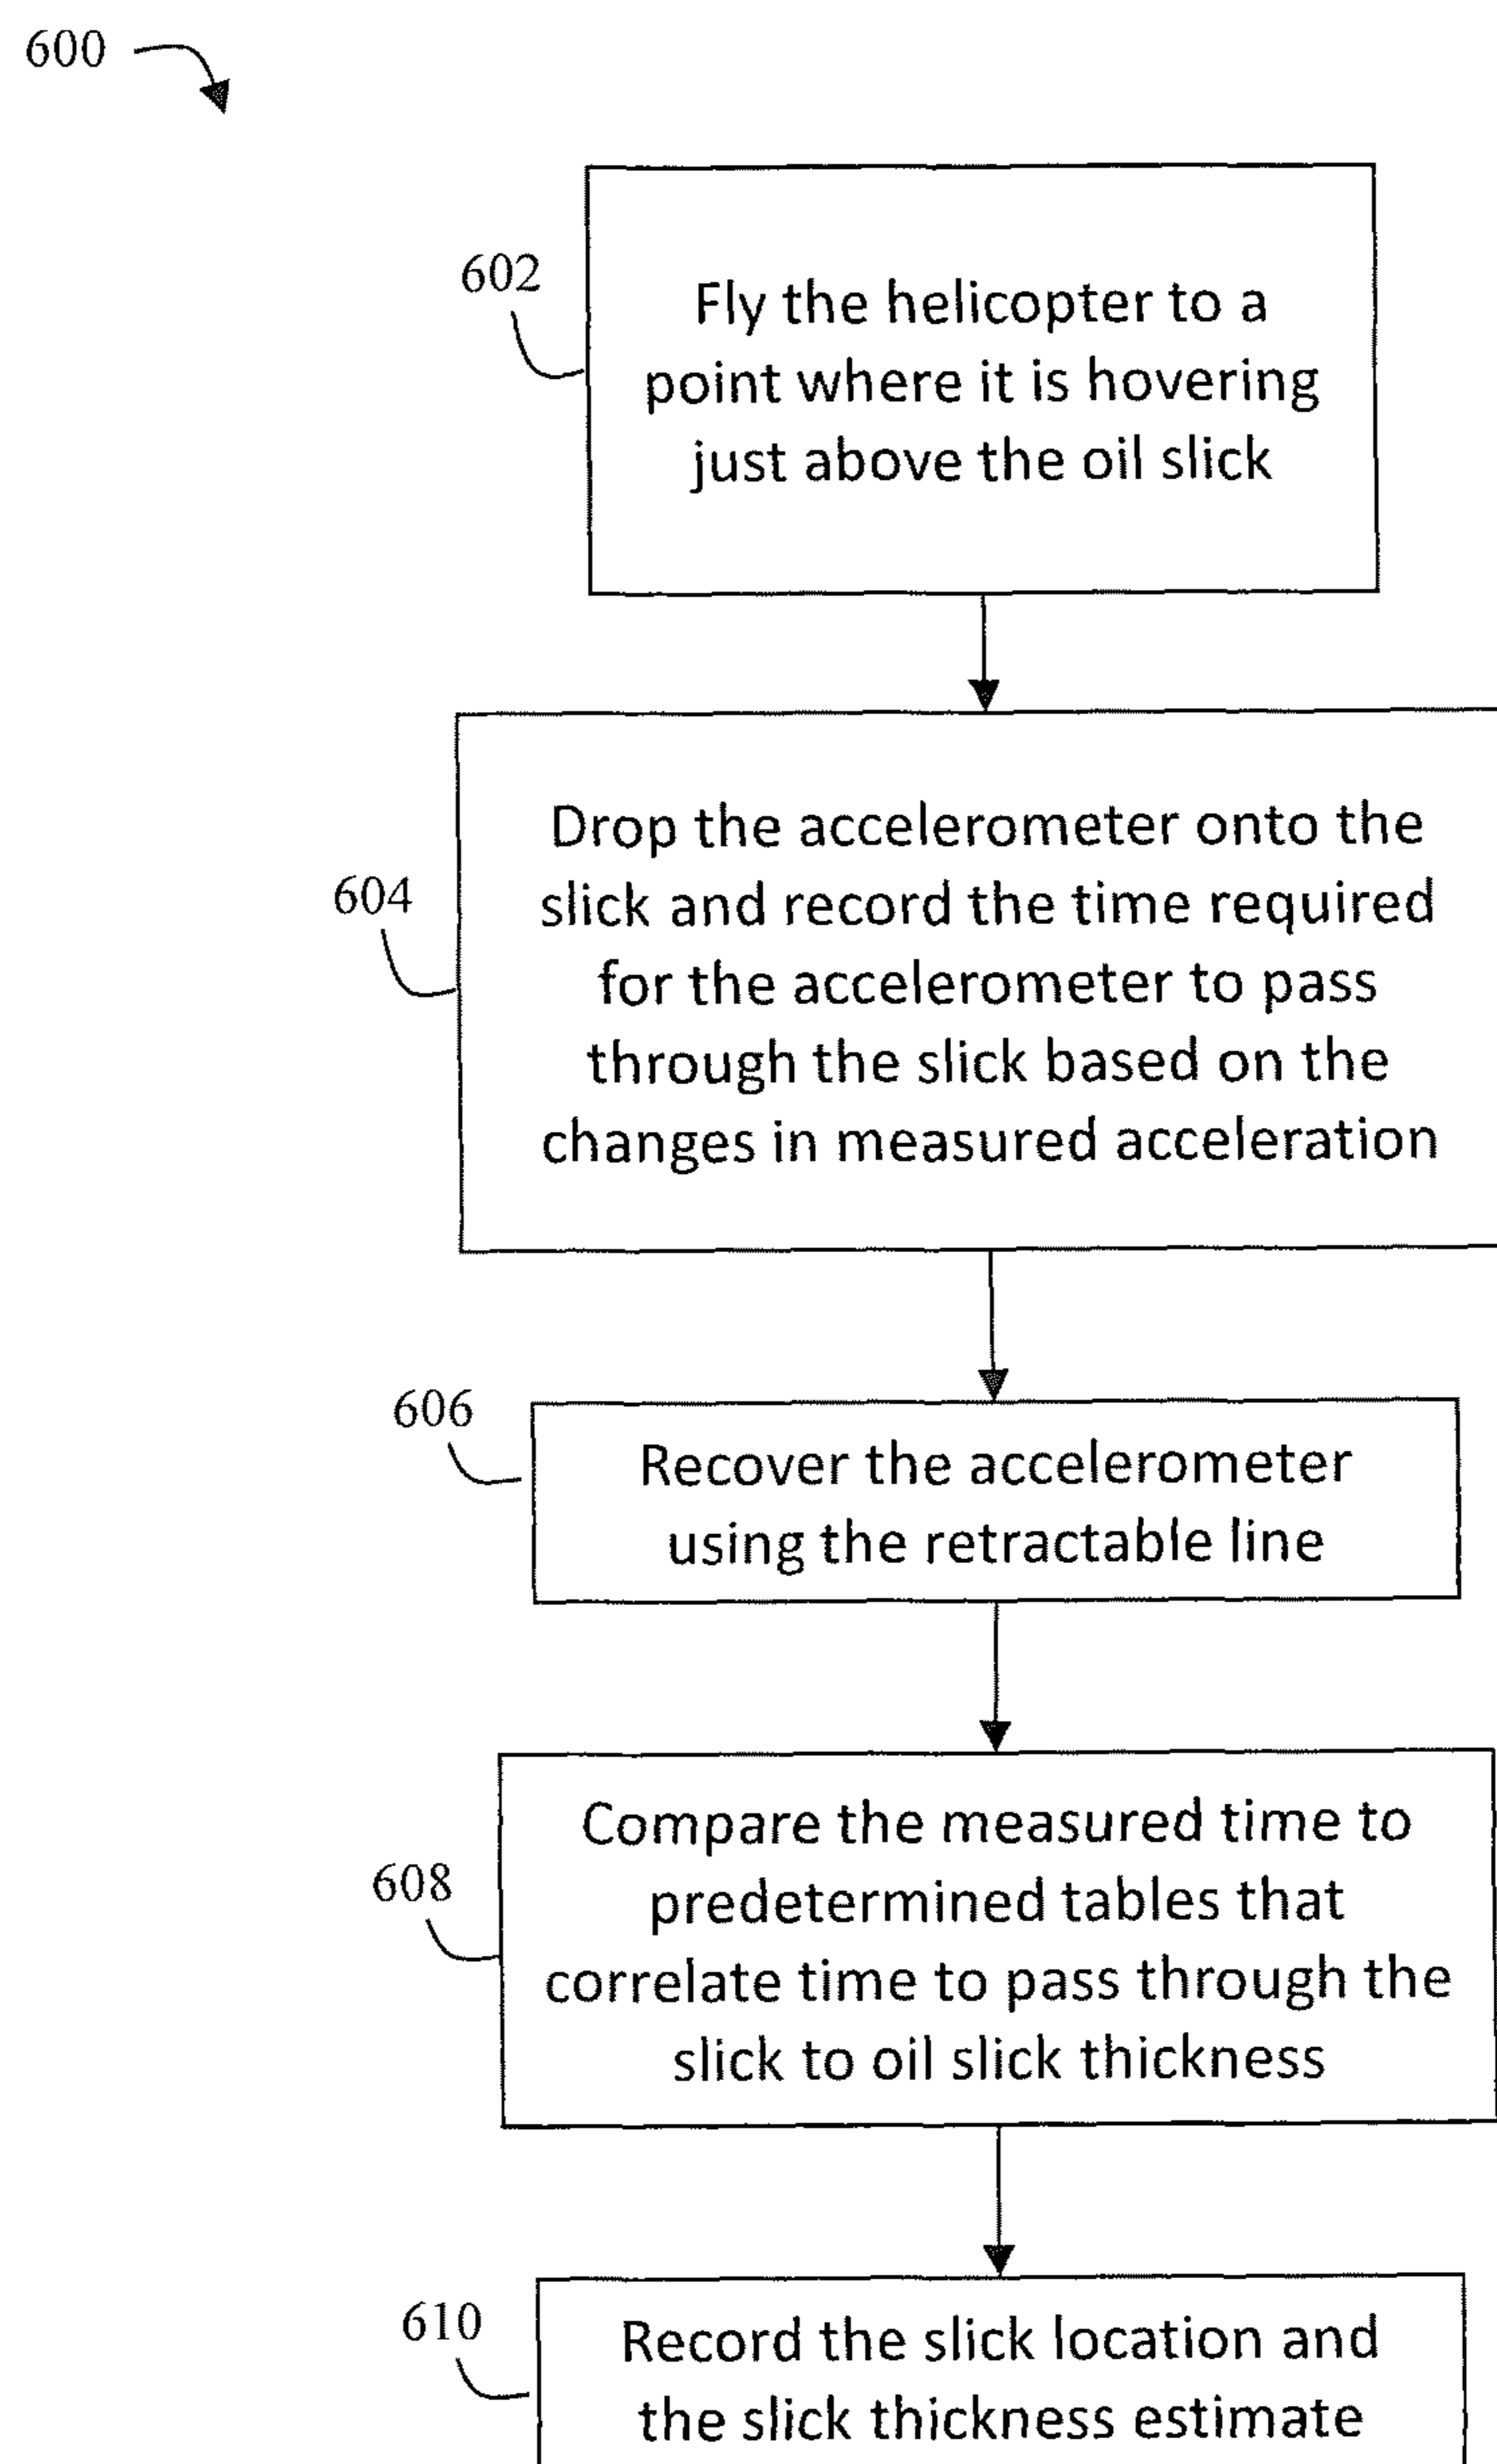 600
602
Fly the helicopter to a
point where it is hovering
just above the oil slick
604
Drop the accelerometer onto the
slick and record the time required
for the accelerometer to pass
through the slick based on the
changes in measured acceleration
606
Recover the accelerometer
using the retractable line
608
Compare the measured time to
predetermined tables that
correlate time to pass through the
slick to oil slick thickness
610
Record the slick location and
the slick thickness estimate